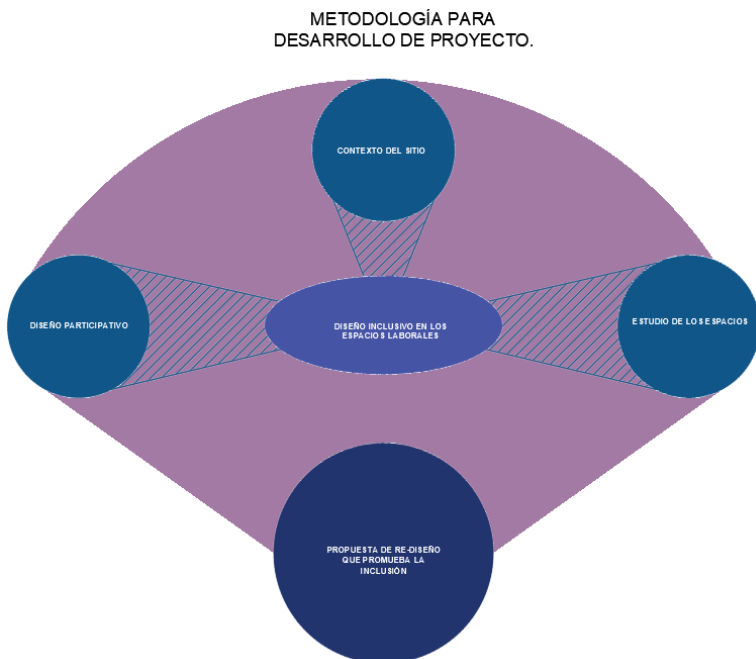 METODOLOGÍA PARA
DESARROLLO DE PROYECTO.
CONTEXTO DEL SITIO
DISEÑO PARTICIPATIVO
DISEÑO INCLUSIVO EN LOS
ESPACIOS LABORALES
ESTUDIO DE LOS ESPACIOS
PROPUESTA DE RE-DISEÑO
QUE PROMUEBA LA
INCLUSIÓN